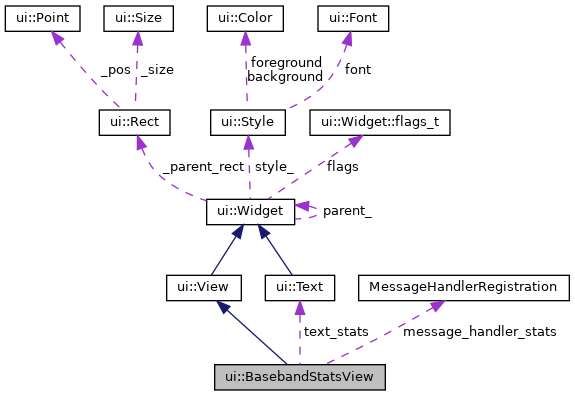 ui::Point
ui::Size
ui::Color
ui::Font
_pos
_size
foreground
background
font
ui::Rect
ui::Style
ui::Widget::flags_t
_parent_rect
style_
flags
ui::Widget
parent_
ui::View
ui::Text
MessageHandlerRegistration
text_stats
message_handler_stats
ui::BasebandStatsView